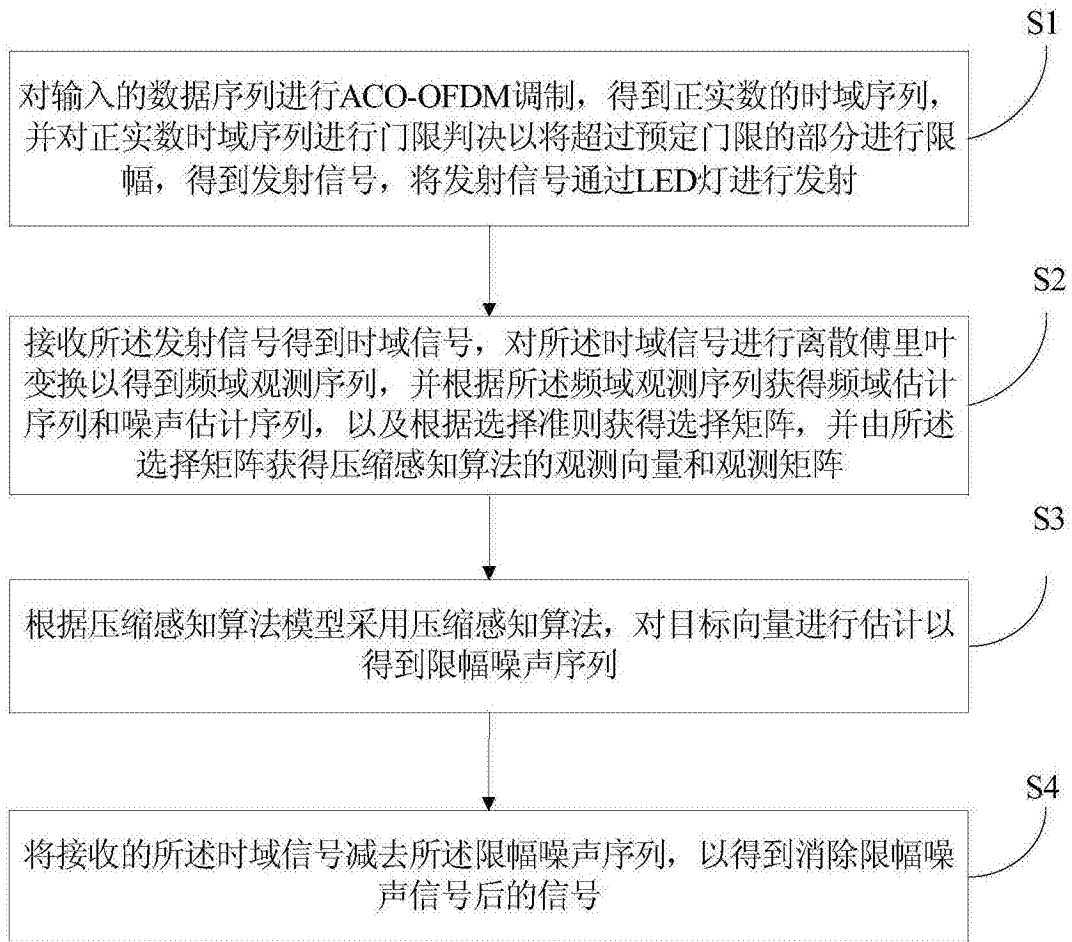 S1
对输入的数据序列进行ACO-OFDM调制，得到正实数的时域序列，
并对正实数时域序列进行门限判决以将超过预定门限的部分进行限
幅，得到发射信号，将发射信号通过LED灯进行发射
S2
接收所述发射信号得到时域信号，对所述时域信号进行离散傅里叶
变换以得到频域观测序列，并根据所述频域观测序列获得频域估计
序列和噪声估计序列，以及根据选择准则获得选择矩阵，并由所述
选择矩阵获得压缩感知算法的观测向量和观测矩阵
S3
根据压缩感知算法模型采用压缩感知算法，对目标向量进行估计以
得到限幅噪声序列
S4
将接收的所述时域信号减去所述限幅噪声序列，以得到消除限幅噪
声信号后的信号